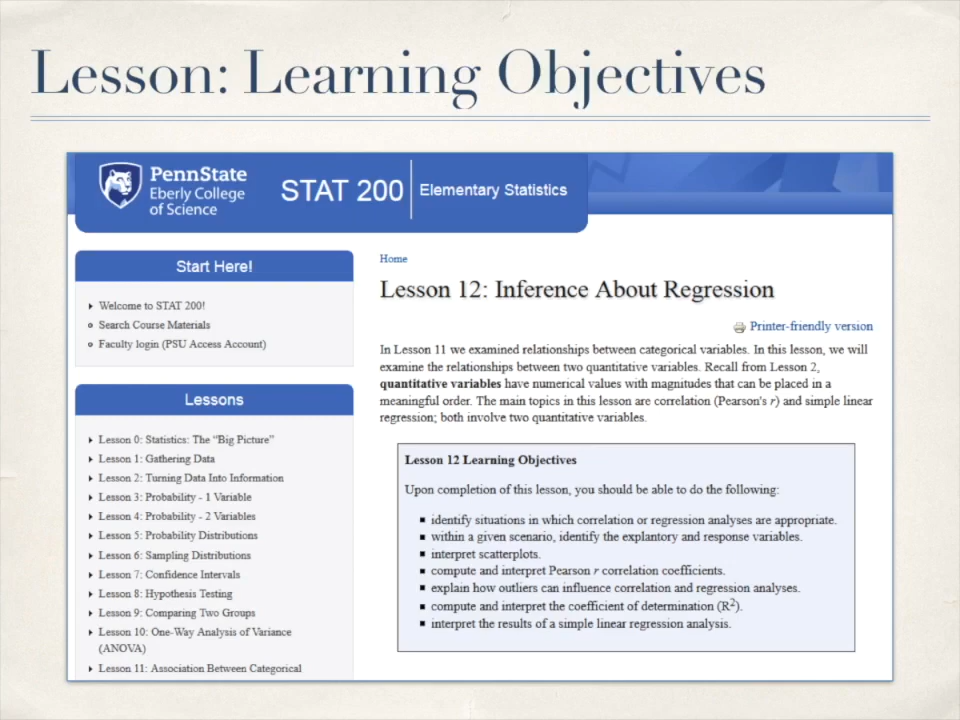 Lesson: Learning Objectives
PennState
Eberly College
of Science
STAT 200
Elementary Statistics
Start Here!
Welcome to STAT 200!
Search Course Materials
Faculty login (PSU Access Account)
Lessons
Lesson 0: Statistics: The “Big Picture”
Lesson 1: Gathering Data
Lesson 2: Turning Data Into Information
Lesson 3: Probability - 1 Variable
Lesson 4: Probability - 2 Variables
Lesson 5: Probability Distributions
Lesson 6: Sampling Distributions
Lesson 7: Confidence Intervals
Lesson 8: Hypothesis Testing
Lesson 9: Comparing Two Groups
Lesson 10: One-Way Analysis of Variance
(ANOVA)
Lesson 11: Association Between Categorical
Home
Lesson 12: Inference About Regression
Printer-friendly version
In Lesson 11 we examined relationships between categorical variables. In this lesson, we will
examine the relationships between two quantitative variables. Recall from Lesson 2,
quantitative variables have numerical values with magnitudes that can be placed in a
meaningful order. The main topics in this lesson are correlation (Pearson's r) and simple linear
regression; both involve two quantitative variables.
Lesson 12 Learning Objectives
Upon completion of this lesson, you should be able to do the following:
identify situations in which correlation or regression analyses are appropriate.
within a given scenario, identify the explantory and response variables.
interpret scatterplots.
compute and interpret Pearson r correlation coefficients.
explain how outliers can influence correlation and regression analyses.
compute and interpret the coefficient of determination (R²).
interpret the results of a simple linear regression analysis.